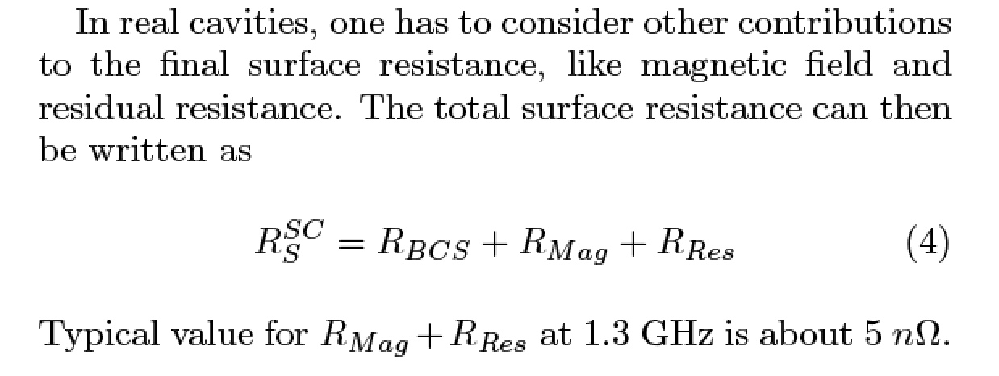 In real cavities, one has to consider other contributions
to the final surface resistance, like magnetic field and
residual resistance. The total surface resistance can then
be written as
$R_S^{SC} = R_{BCS} + R_{Mag} + R_{Res}$ (4)
Typical value for $R_{Mag} + R_{Res}$ at 1.3 GHz is about 5 $n\Omega$.